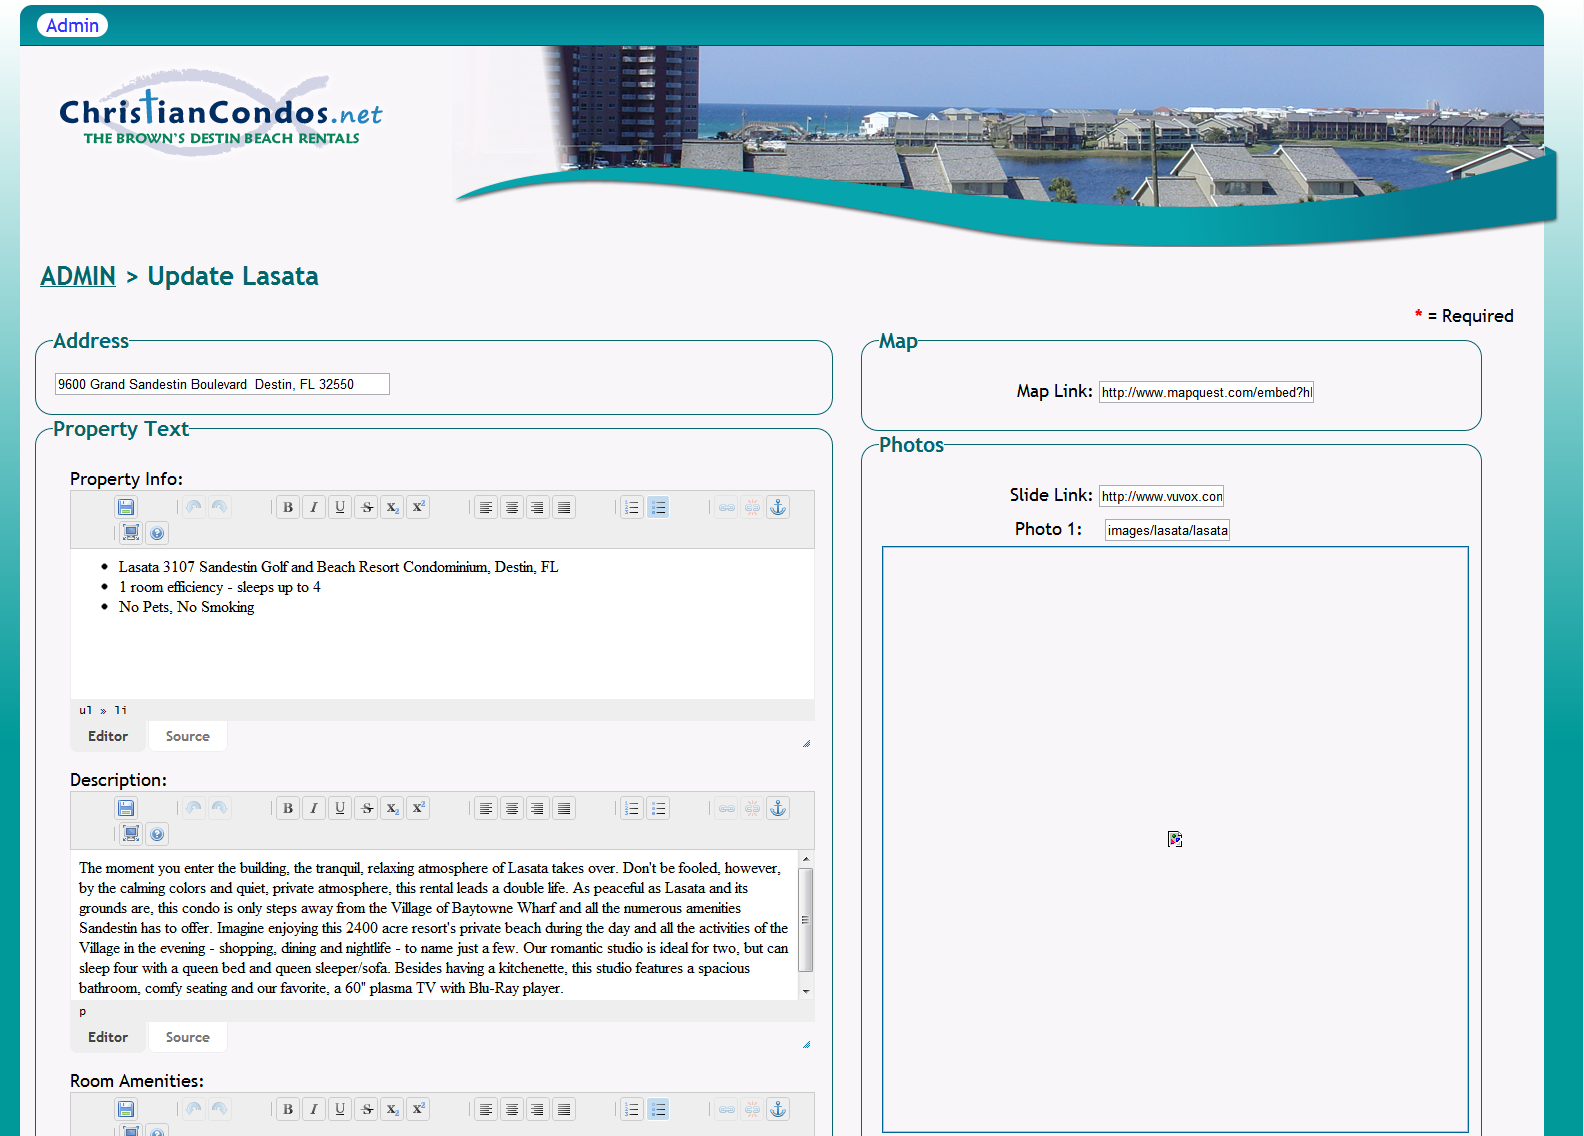 Admin
ChrisTianCondos.net
THE BROWN'S DESTIN BEACH RENTALS
ADMIN > Update Lasata
* = Required
Address
9600 Grand Sandestin Boulevard  Destin, FL 32550
Property Text
Property Info:
B I U S x2 x2
Lasata 3107 Sandestin Golf and Beach Resort Condominium, Destin, FL
1 room efficiency - sleeps up to 4
No Pets, No Smoking
ul » li
Editor Source
Description:
B I U S x2 x2
The moment you enter the building, the tranquil, relaxing atmosphere of Lasata takes over. Don't be fooled, however,
by the calming colors and quiet, private atmosphere, this rental leads a double life. As peaceful as Lasata and its
grounds are, this condo is only steps away from the Village of Baytowne Wharf and all the numerous amenities
Sandestin has to offer. Imagine enjoying this 2400 acre resort's private beach during the day and all the activities of the
Village in the evening - shopping, dining and nightlife - to name just a few. Our romantic studio is ideal for two, but can
sleep four with a queen bed and queen sleeper/sofa. Besides having a kitchenette, this studio features a spacious
bathroom, comfy seating and our favorite, a 60" plasma TV with Blu-Ray player.
p
Editor Source
Room Amenities:
B I U S x2 x2
Map
Map Link: http://www.mapquest.com/embed?hl
Photos
Slide Link: http://www.vuvox.con
Photo 1: images/lasata/lasata